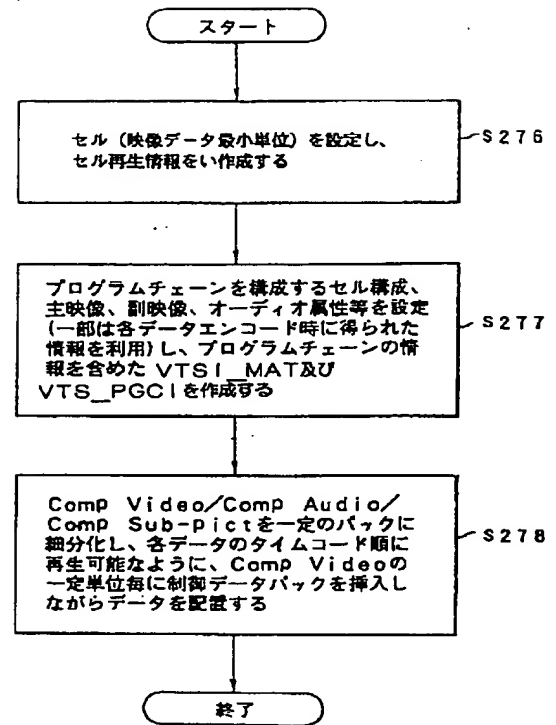 スタート
セル（映像データ最小単位）を設定し、
セル再生情報をい作成する
S276
プログラムチェーンを構成するセル構成、
主映像、副映像、オーディオ属性等を設定
(一部は各データエンコード時に得られた
情報を利用)し、プログラムチェーンの情
報を含めた VTSI_MAT及び
VTS_PGCIを作成する
S277
Comp Video/Comp Audio/
Comp Sub-pictを一定のパックに
細分化し、各データのタイムコード順に
再生可能なように、Comp Videoの
一定単位毎に制御データパックを挿入し
ながらデータを配置する
S278
終了